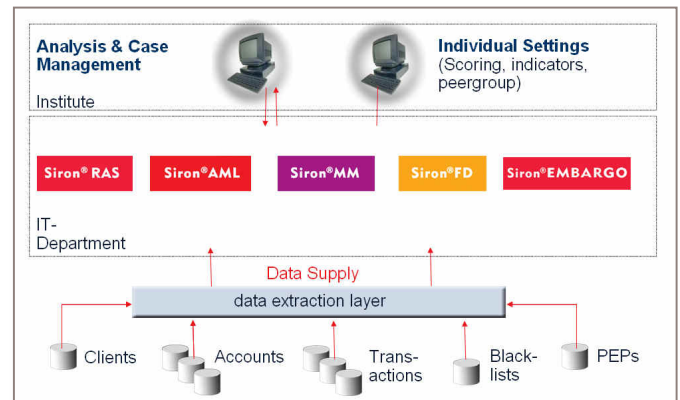 Analysis & Case
Management
Individual Settings
(Scoring, indicators,
peergroup)
Institute
Siron® RAS
Siron®AML
Siron®MM
Siron®FD
Siron®EMBARGO
IT-
Department
Data Supply
data extraction layer
Clients
Accounts
Trans-
actions
Black-
lists
PEPs